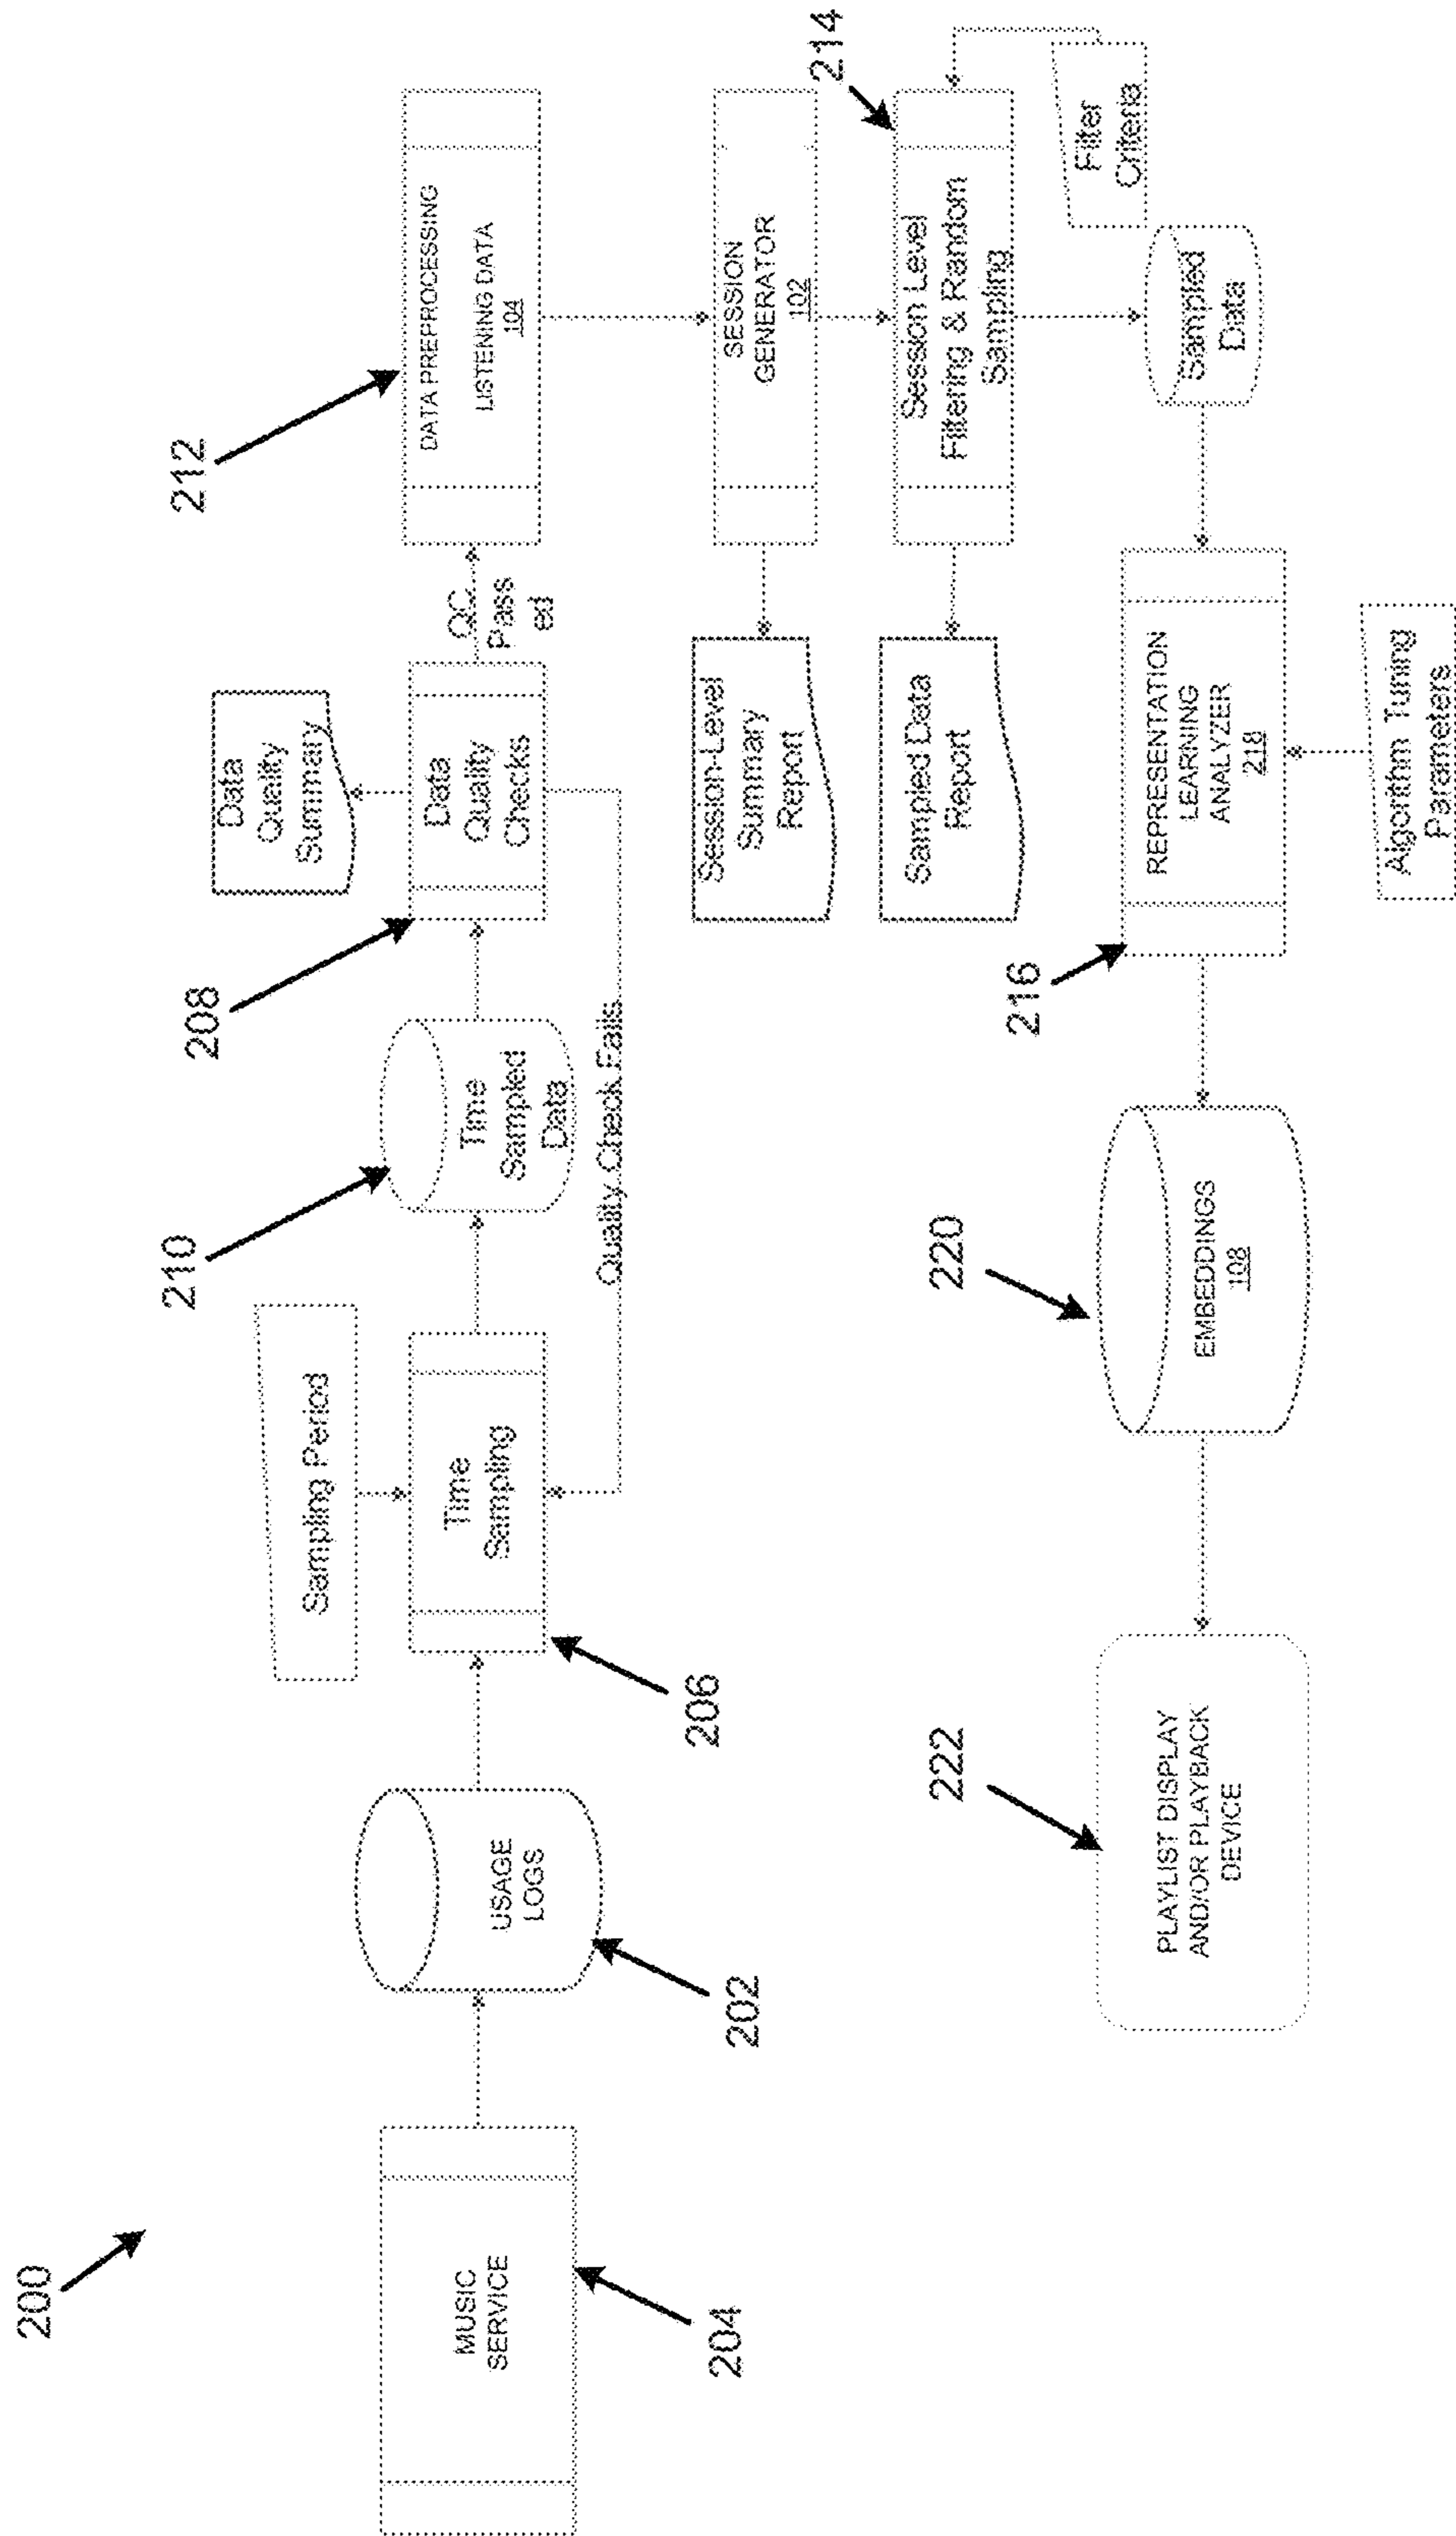 200
MUSIC
SERVICE
204
USAGE
LOGS
202
Sampling Period
Time
Sampling
206
210
Time
Sampled
Data
Quality Check Fails
208
Data
Quality
Summary
Data
Quality
Checks
QC
Pass
ed
212
DATA PREPROCESSING
LISTENING DATA
104
SESSION
GENERATOR
102
Session-Level
Summary
Report
214
Session Level
Filtering & Random
Sampling
Filter
Criteria
Sampled Data
Report
Sampled
Data
216
REPRESENTATION
LEARNING
ANALYZER
218
Algorithm Tuning
Parameters
220
EMBEDDINGS
108
222
PLAYLIST DISPLAY
AND/OR PLAYBACK
DEVICE